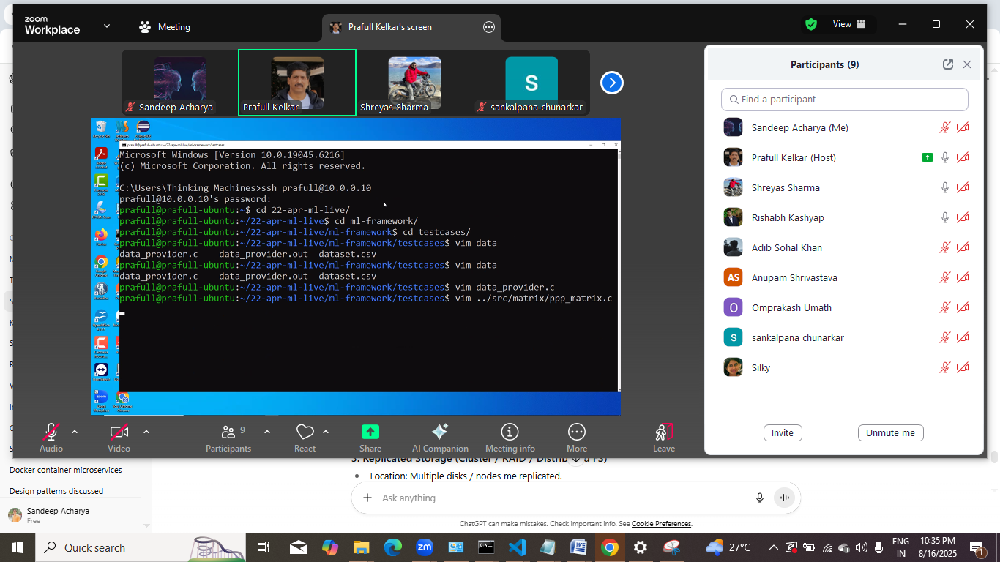 zoom
Workplace
Meeting
Prafull Kelkar's screen
View
Sandeep Acharya
Prafull Kelkar
Shreyas Sharma
S
sankalpana chunarkar
prafull@prafull-ubuntu: ~/22-apr-ml-live/ml-framework/testcases
Microsoft Windows [Version 10.0.19045.6216]
(c) Microsoft Corporation. All rights reserved.
C:\Users\Thinking Machines>ssh prafull@10.0.0.10
prafull@10.0.0.10's password:
prafull@prafull-ubuntu:~$ cd 22-apr-ml-live/
prafull@prafull-ubuntu:~/22-apr-ml-live$ cd ml-framework/
prafull@prafull-ubuntu:~/22-apr-ml-live/ml-framework$ cd testcases/
prafull@prafull-ubuntu:~/22-apr-ml-live/ml-framework/testcases$ vim data
data_provider.c data_provider.out dataset.csv
prafull@prafull-ubuntu:~/22-apr-ml-live/ml-framework/testcases$ vim data
data_provider.c data_provider.out dataset.csv
prafull@prafull-ubuntu:~/22-apr-ml-live/ml-framework/testcases$ vim data_provider.c
prafull@prafull-ubuntu:~/22-apr-ml-live/ml-framework/testcases$ vim ../src/matrix/ppp_matrix.c
Participants (9)
Find a participant
Sandeep Acharya (Me)
Prafull Kelkar (Host)
Shreyas Sharma
Rishabh Kashyap
Adib Sohal Khan
AS Anupam Shrivastava
O Omprakash Umath
S sankalpana chunarkar
Silky
Invite
Unmute me
Audio
Video
9
Participants
React
Share
AI Companion
Meeting info
More
Leave
3. Replicated Storage (Cluster / RAID / Distrib
Location: Multiple disks / nodes me replicated.
Docker container microservices
Design patterns discussed
Sandeep Acharya
Free
Ask anything
ChatGPT can make mistakes. Check important info. See Cookie Preferences.
Quick search
zm
27°C
ENG
IN
10:35 PM
8/16/2025
1